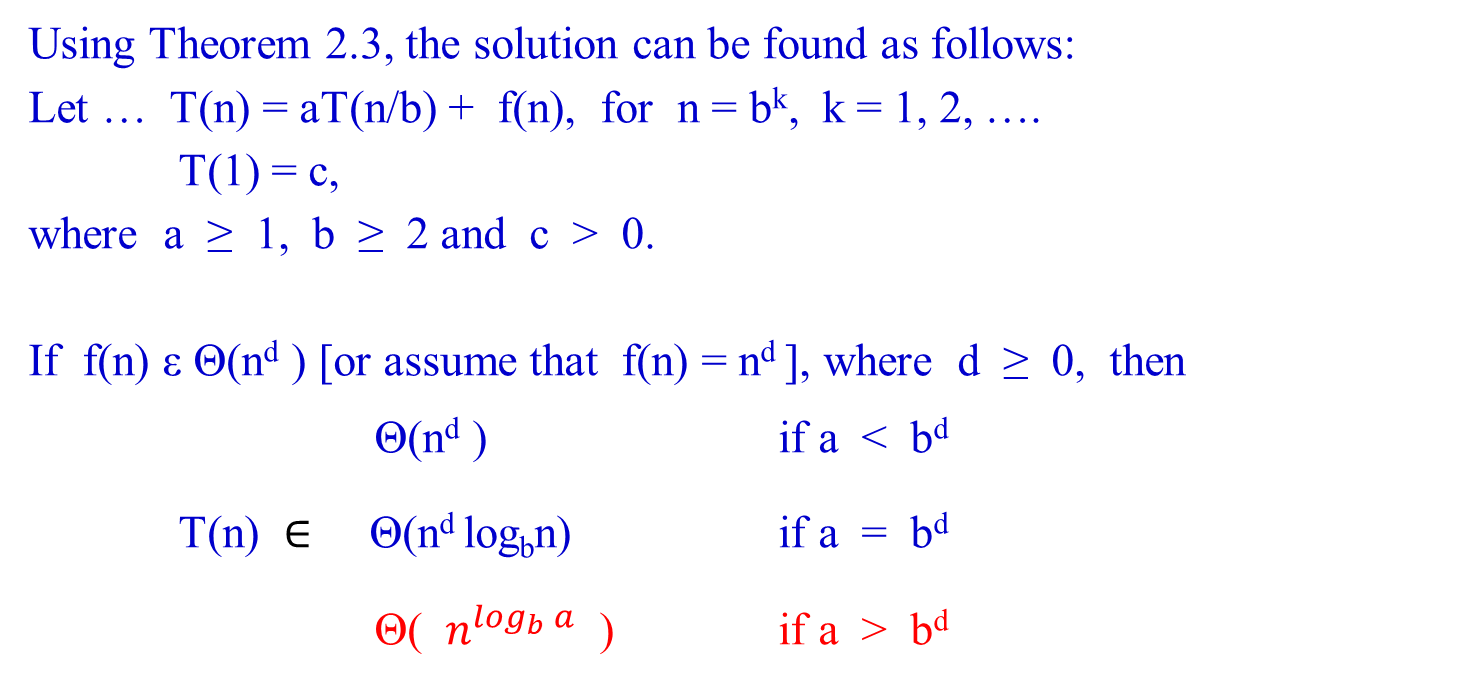 Using Theorem 2.3, the solution can be found as follows:
Let … T(n) = aT(n/b) + f(n), for n = b^k, k = 1, 2, ….
T(1) = c,
where a ≥ 1, b ≥ 2 and c > 0.
If f(n) ε Θ(n^d ) [or assume that f(n) = n^d ], where d ≥ 0, then
Θ(n^d ) if a < b^d
T(n) ∈ Θ(n^d log_b n) if a = b^d
Θ( n^{log_b a} ) if a > b^d